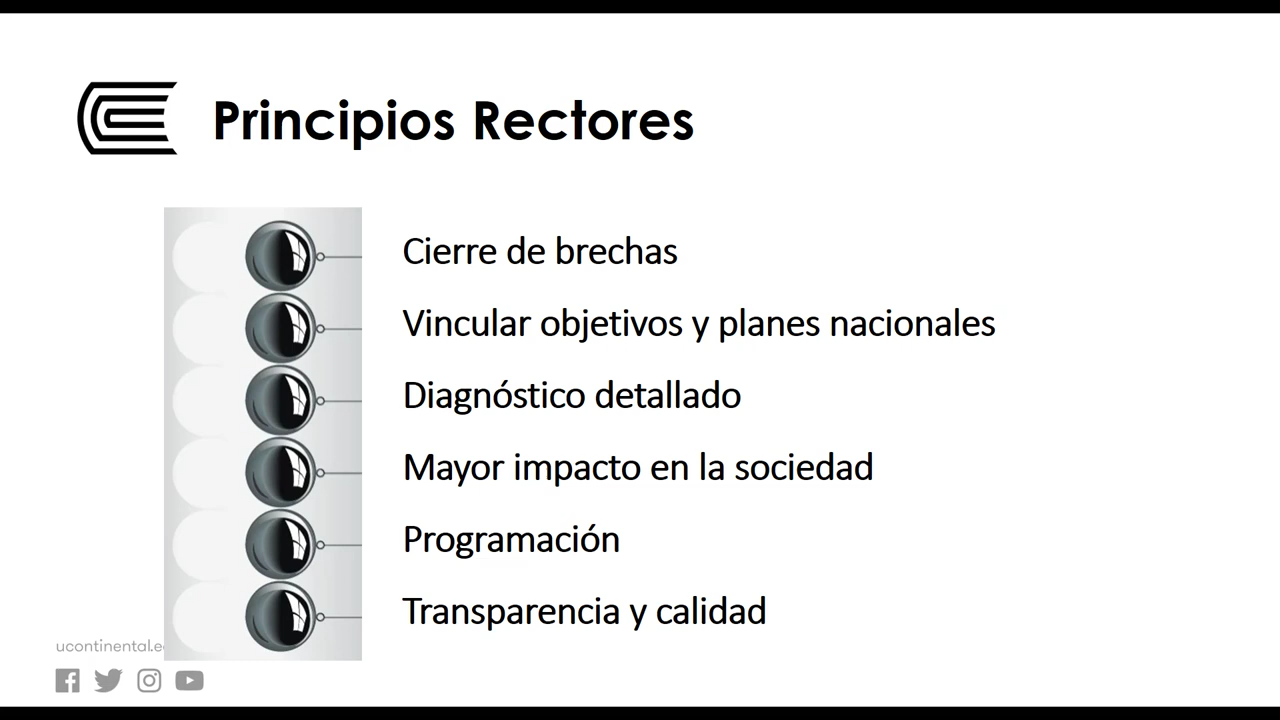 Principios Rectores
Cierre de brechas
Vincular objetivos y planes nacionales
Diagnóstico detallado
Mayor impacto en la sociedad
Programación
Transparencia y calidad
ucontinental.e